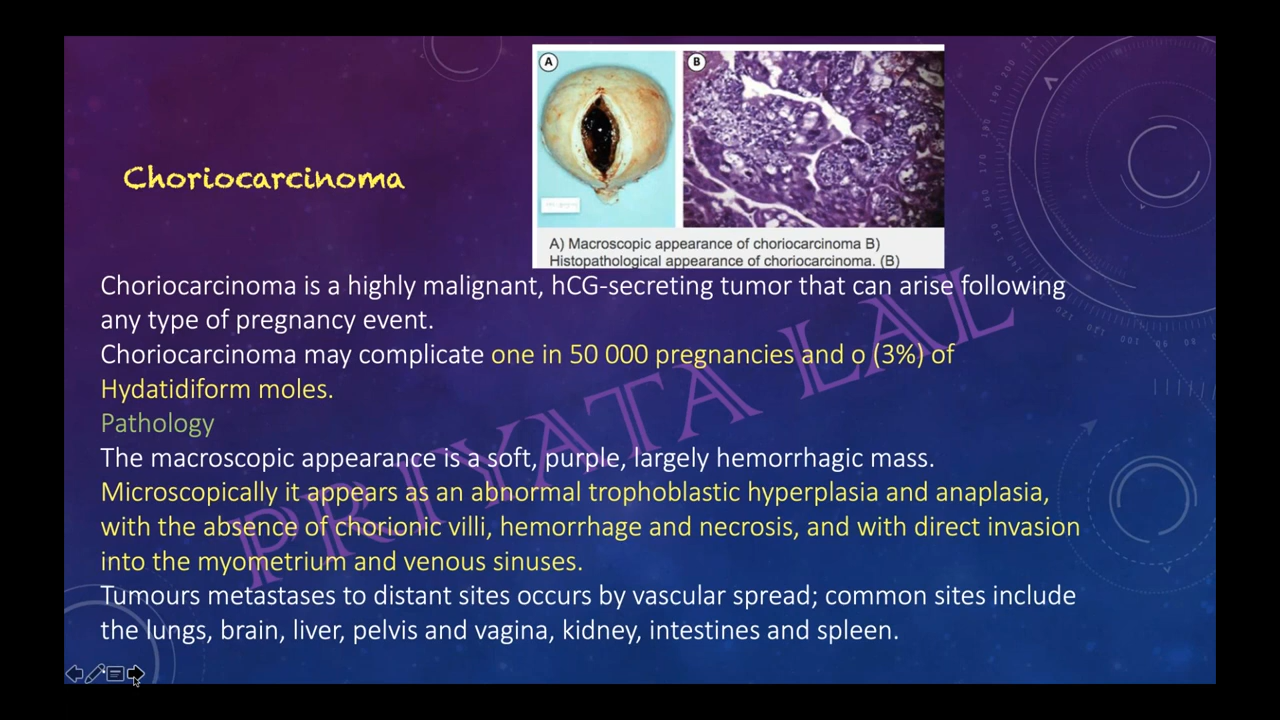 A
B
A) Macroscopic appearance of choriocarcinoma B)
Histopathological appearance of choriocarcinoma. (B)
Choriocarcinoma
Choriocarcinoma is a highly malignant, hCG-secreting tumor that can arise following
any type of pregnancy event.
Choriocarcinoma may complicate one in 50 000 pregnancies and o (3%) of
Hydatidiform moles.
Pathology
The macroscopic appearance is a soft, purple, largely hemorrhagic mass.
Microscopically it appears as an abnormal trophoblastic hyperplasia and anaplasia,
with the absence of chorionic villi, hemorrhage and necrosis, and with direct invasion
into the myometrium and venous sinuses.
Tumours metastases to distant sites occurs by vascular spread; common sites include
the lungs, brain, liver, pelvis and vagina, kidney, intestines and spleen.
PRIYATA LAL